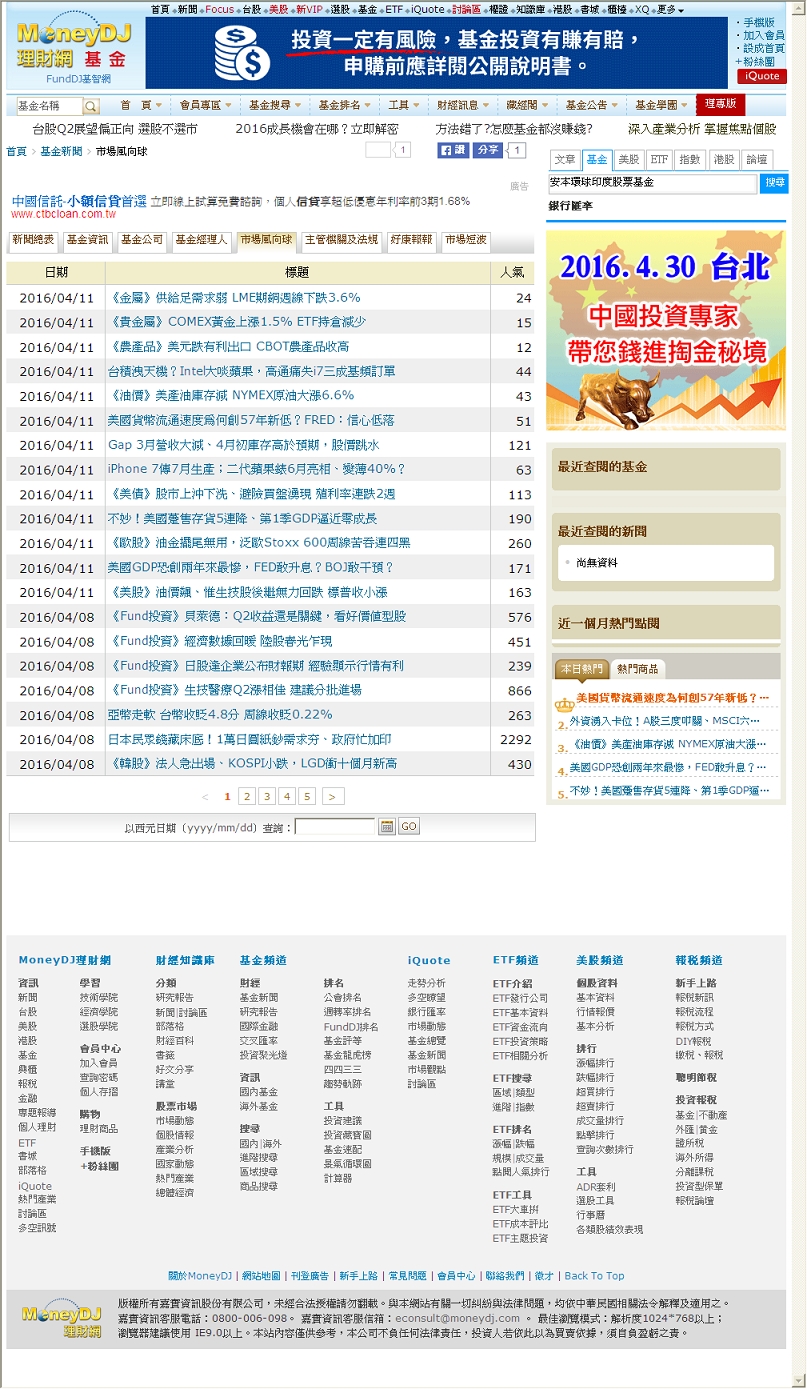 首頁 新聞 Focus 台股 美股 新VIP 選股 基金 ETF iQuote 討論區 權證 知識庫 港股 書城 櫃檯 XQ 更多
MoneyDJ
理財網 基金
FundDJ基智網
投資一定有風險，基金投資有賺有賠，
申購前應詳閱公開說明書。
手機版
加入會員
設成首頁
+粉絲團
iQuote
基金名稱
首 頁 會員專區 基金搜尋 基金排名 工具 財經訊息 藏經閣 基金公告 基金學園 理專版
台股Q2展望偏正向 選股不選市 2016成長機會在哪？立即解密 方法錯了?怎麼基金都沒賺錢? 深入產業分析 掌握焦點個股
首頁 > 基金新聞 > 市場風向球
1 讚 分享 1
文章 基金 美股 ETF 指數 港股 論壇
安本環球印度股票基金 搜尋
銀行匯率
廣告
中國信託-小額信貸首選 立即線上試算免費諮詢，個人信貸享超低優惠年利率前3期1.68%
www.ctbcloan.com.tw
新聞總表 基金資訊 基金公司 基金經理人 市場風向球 主管機關及法規 好康報報 市場短波
日期 標題 人氣
2016/04/11 《金屬》供給足需求弱 LME期銅週線下跌3.6% 24
2016/04/11 《貴金屬》COMEX黃金上漲1.5% ETF持倉減少 15
2016/04/11 《農產品》美元跌有利出口 CBOT農產品收高 12
2016/04/11 台積洩天機？Intel大啖蘋果，高通痛失i7三成基頻訂單 44
2016/04/11 《油價》美產油庫存減 NYMEX原油大漲6.6% 43
2016/04/11 美國貨幣流通速度為何創57年新低？FRED：信心低落 51
2016/04/11 Gap 3月營收大減、4月初庫存高於預期，股價跳水 121
2016/04/11 iPhone 7傳7月生產；二代蘋果錶6月亮相、變薄40%？ 63
2016/04/11 《美債》股市上沖下洗、避險買盤湧現 殖利率連跌2週 113
2016/04/11 不妙！美國躉售存貨5連降、第1季GDP逼近零成長 190
2016/04/11 《歐股》油金攝尾無用，泛歐Stoxx 600周線苦吞連四黑 260
2016/04/11 美國GDP恐創兩年來最慘，FED敢升息？BOJ敢干預？ 171
2016/04/11 《美股》油價飆、惟生技股後繼無力回跌 標普收小漲 163
2016/04/08 《Fund投資》貝萊德：Q2收益還是關鍵，看好價值型股 576
2016/04/08 《Fund投資》經濟數據回暖 陸股春光乍現 451
2016/04/08 《Fund投資》日股逢企業公布財報期 經驗顯示行情有利 239
2016/04/08 《Fund投資》生技醫療Q2漲相佳 建議分批進場 866
2016/04/08 亞幣走軟 台幣收貶4.8分 周線收貶0.22% 263
2016/04/08 日本民眾錢藏床底！1萬日圓紙鈔需求夯、政府忙加印 2292
2016/04/08 《韓股》法人急出場、KOSPI小跌，LGD衝十個月新高 430
< 1 2 3 4 5 >
以西元日期（yyyy/mm/dd）查詢： GO
2016.4.30 台北
中國投資專家
帶您錢進掏金秘境
最近查閱的基金
最近查閱的新聞
尚無資料
近一個月熱門點閱
本日熱門 熱門商品
美國貨幣流通速度為何創57年新低？…
2. 外資湧入卡位！A股三度叩關、MSCI六…
3. 《油價》美產油庫存減 NYMEX原油大漲…
4. 美國GDP恐創兩年來最慘，FED敢升息？…
5. 不妙！美國躉售存貨5連降、第1季GDP逼…
MoneyDJ理財網
資訊
新聞
台股
美股
港股
基金
興櫃
報稅
金融
專題報導
個人理財
ETF
書城
部落格
iQuote
熱門產業
討論區
多空訊號
學習
技術學院
經濟學院
選股學院
會員中心
加入會員
查詢密碼
個人存摺
購物
理財商品
手機版
+粉絲團
財經知識庫
分類
研究報告
新聞|討論區
部落格
財經百科
書籤
好文分享
講堂
股票市場
市場動態
個股情報
產業分析
國家動態
熱門產業
總體經濟
基金頻道
財經
基金新聞
研究報告
國際金融
交叉匯率
投資聚光燈
資訊
國內基金
海外基金
搜尋
國內|海外
進階搜尋
區域搜尋
商品搜尋
排名
公會排名
週轉率排名
FundDJ排名
基金評等
基金龍虎榜
四四三三
趨勢軌跡
工具
投資建議
投資藏寶圖
基金速配
景氣循環圖
計算器
iQuote
走勢分析
多空瞭望
銀行匯率
市場動態
基金總覽
基金新聞
市場觀點
討論區
ETF頻道
ETF介紹
ETF發行公司
ETF基本資料
ETF資金流向
ETF投資策略
ETF相關分析
ETF搜尋
區域|類型
進階|指數
ETF排名
漲幅|跌幅
規模|成交量
點閱人氣排行
ETF工具
ETF大車拚
ETF成本評比
ETF主題投資
美股頻道
個股資料
基本資料
行情報價
基本分析
排行
漲幅排行
跌幅排行
超買排行
超賣排行
成交量排行
點擊排行
查詢次數排行
工具
ADR套利
選股工具
行事曆
各類股績效表現
報稅頻道
新手上路
報稅新訊
報稅流程
報稅方式
DIY報稅
繳稅、報稅
聰明節稅
投資報稅
基金|不動產
外匯|黃金
證所稅
海外所得
分離課稅
投資型保單
報稅論壇
關於MoneyDJ | 網站地圖 | 刊登廣告 | 新手上路 | 常見問題 | 會員中心 | 聯絡我們 | 徵才 | Back To Top
MoneyDJ
理財網
版權所有嘉實資訊股份有限公司，未經合法授權請勿翻載。與本網站有關一切糾紛與法律問題，均依中華民國相關法令解釋及適用之。
嘉實資訊客服電話：0800-006-098。 嘉實資訊客服信箱：econsult@moneydj.com 。 最佳瀏覽模式：解析度1024*768以上；
瀏覽器建議使用 IE9.0以上。本站內容僅供參考，本公司不負任何法律責任，投資人若依此以為買賣依據，須自負盈虧之責。